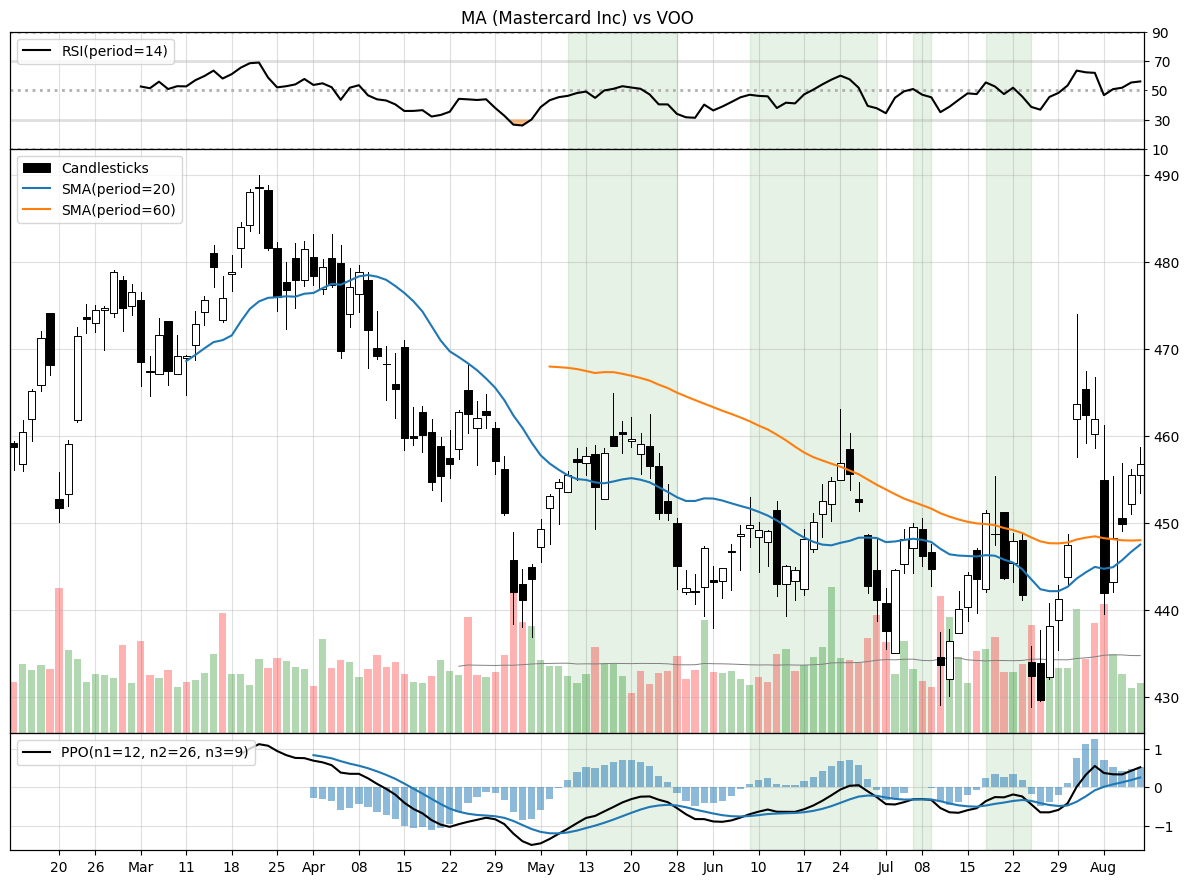 MA (Mastercard Inc) vs VOO
RSI(period=14)
90
70
50
30
10
Candlesticks
SMA(period=20)
SMA(period=60)
490
480
470
460
450
440
430
PPO(n1=12, n2=26, n3=9)
1
0
−1
20 26 Mar 11 18 25 Apr 08 15 22 29 May 13 20 28 Jun 10 17 24 Jul 08 15 22 29 Aug